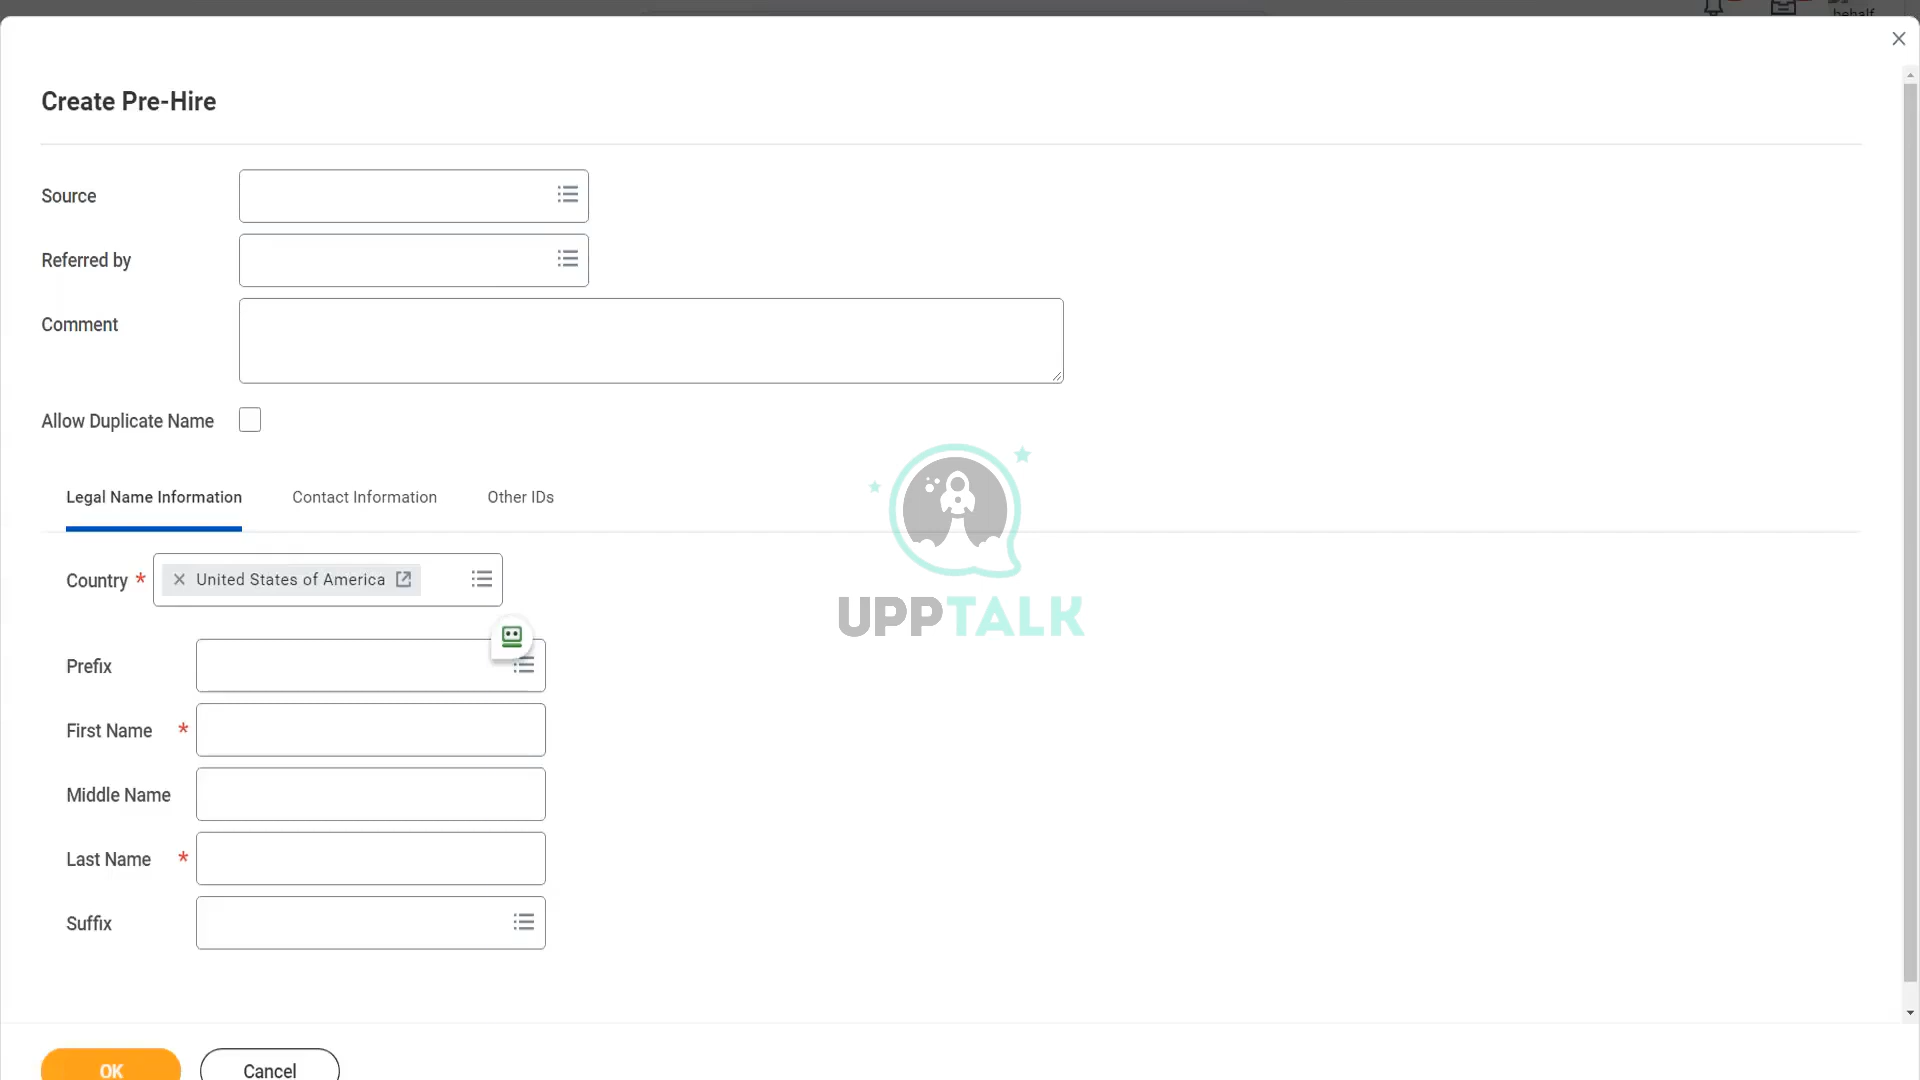 behalf
Create Pre-Hire
Source
Referred by
Comment
Allow Duplicate Name
Legal Name Information Contact Information Other IDs
Country * United States of America
Prefix
First Name *
Middle Name
Last Name *
Suffix
UPPTALK
OK Cancel